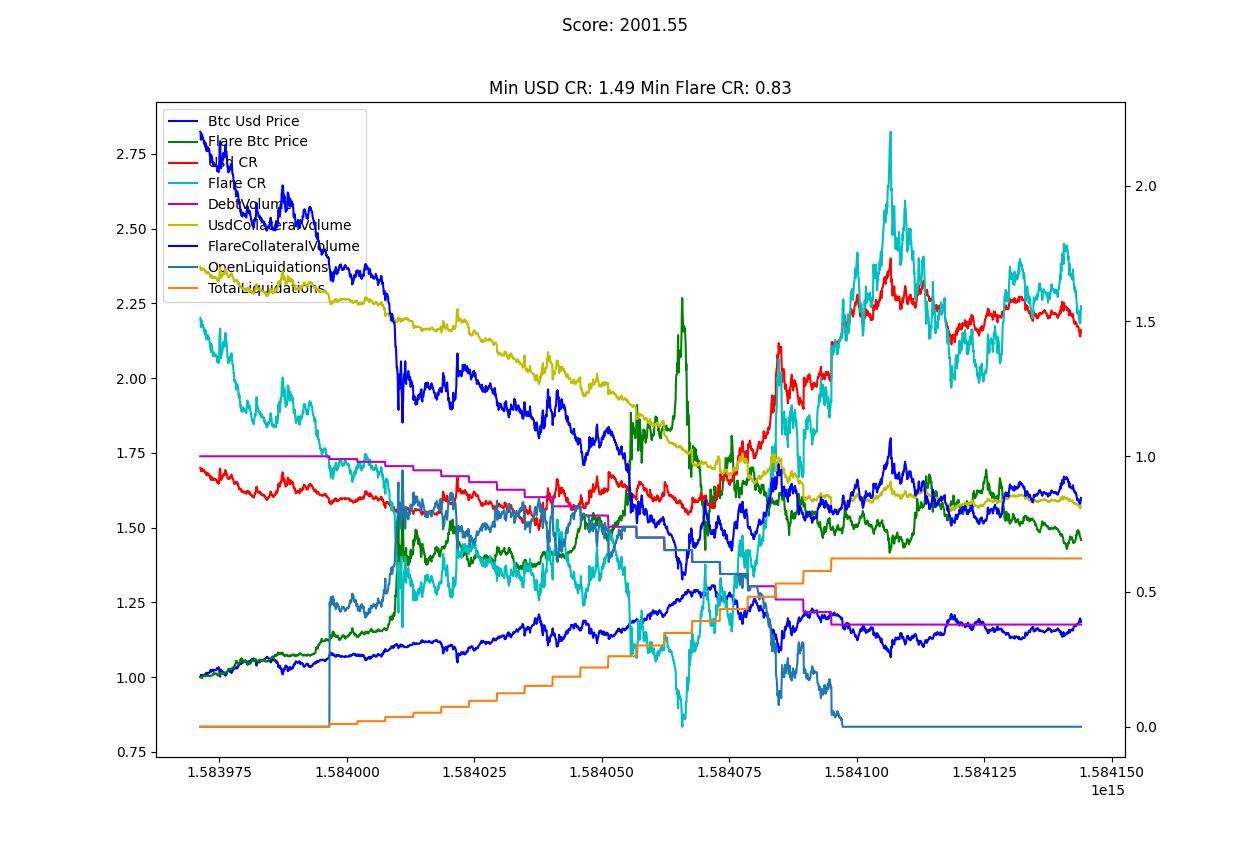 Score: 2001.55
Min USD CR: 1.49 Min Flare CR: 0.83
Btc Usd Price
Flare Btc Price
Usd CR
Flare CR
DebtVolume
UsdCollateralVolume
FlareCollateralVolume
OpenLiquidations
TotalLiquidations
2.75
2.50
2.25
2.00
1.75
1.50
1.25
1.00
0.75
2.0
1.5
1.0
0.5
0.0
1.583975 1.584000 1.584025 1.584050 1.584075 1.584100 1.584125 1.584150
1e15